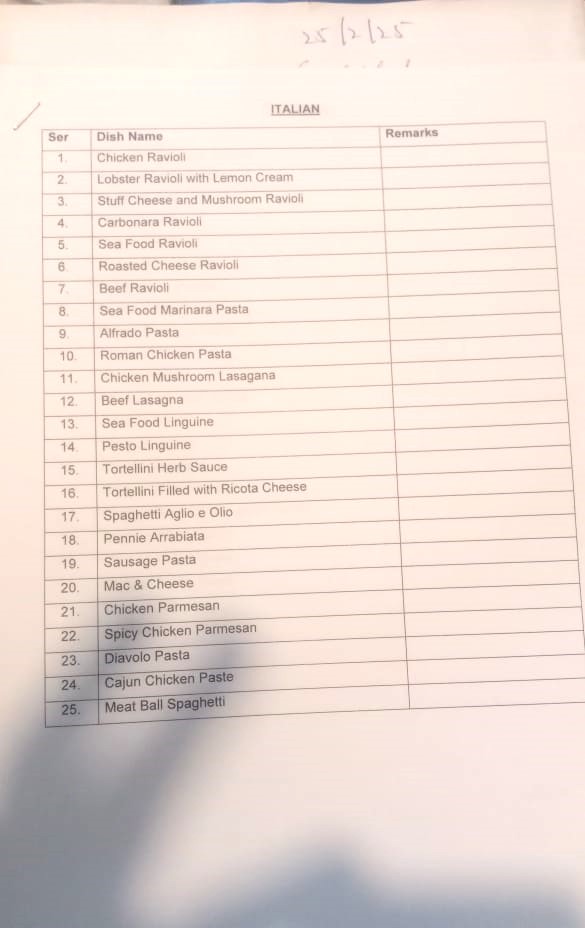 25/2/25
ITALIAN
Ser Dish Name Remarks
1. Chicken Ravioli
2. Lobster Ravioli with Lemon Cream
3. Stuff Cheese and Mushroom Ravioli
4. Carbonara Ravioli
5. Sea Food Ravioli
6. Roasted Cheese Ravioli
7. Beef Ravioli
8. Sea Food Marinara Pasta
9. Alfrado Pasta
10. Roman Chicken Pasta
11. Chicken Mushroom Lasagana
12. Beef Lasagna
13. Sea Food Linguine
14. Pesto Linguine
15. Tortellini Herb Sauce
16. Tortellini Filled with Ricota Cheese
17. Spaghetti Aglio e Olio
18. Pennie Arrabiata
19. Sausage Pasta
20. Mac & Cheese
21. Chicken Parmesan
22. Spicy Chicken Parmesan
23. Diavolo Pasta
24. Cajun Chicken Paste
25. Meat Ball Spaghetti